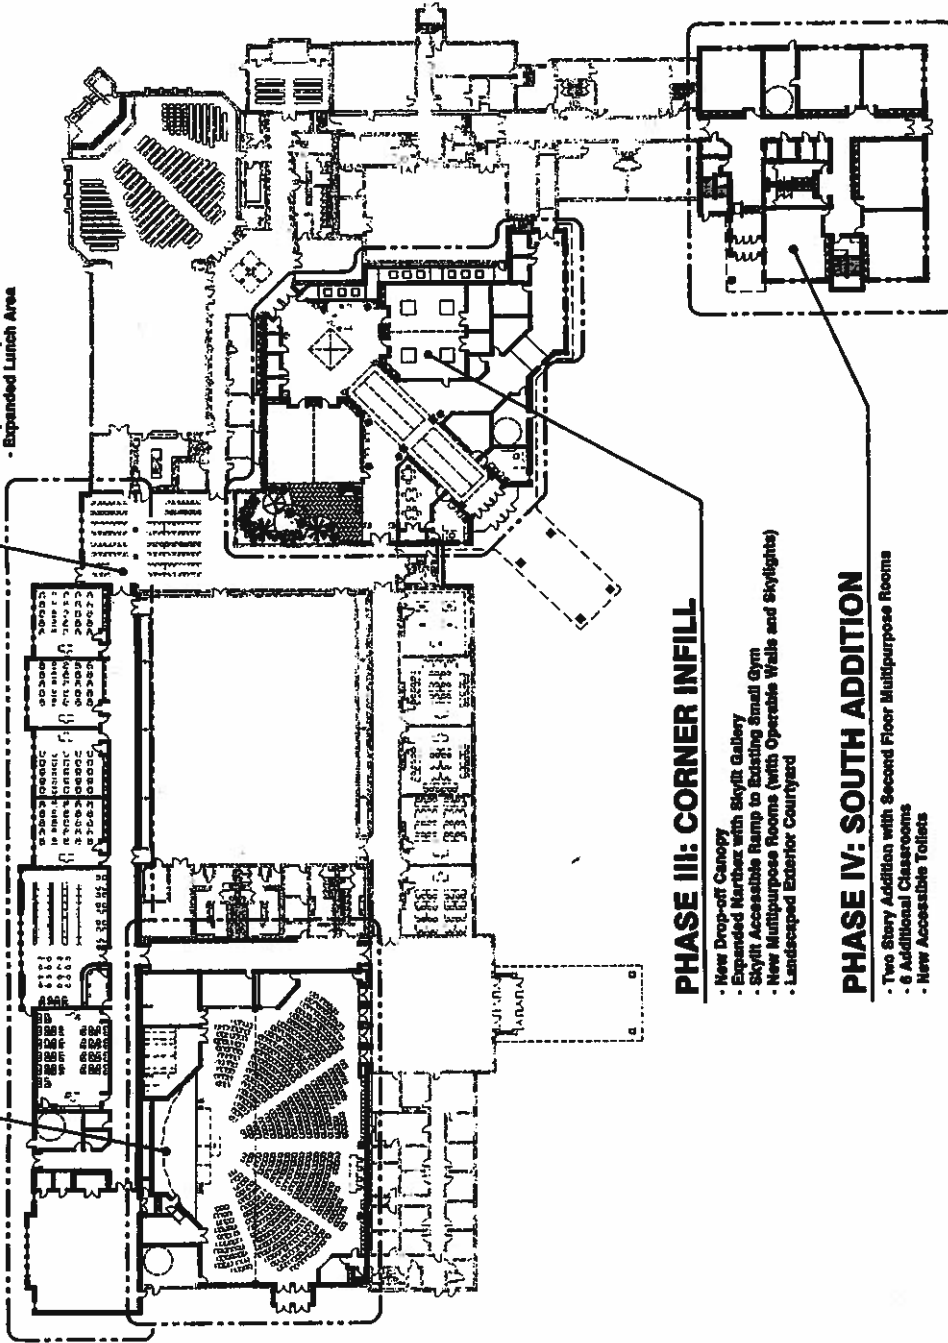 - Expanded Lunch Area
PHASE III: CORNER INFILL
- New Drop-off Canopy
- Expanded Narthex with Skylit Gallery
- Skylit Accessible Ramp to Existing Small Gym
- New Multipurpose Rooms (with Operable Walls and Skylights)
- Landscaped Exterior Courtyard
PHASE IV: SOUTH ADDITION
- Two Story Addition with Second Floor Multipurpose Rooms
- 6 Additional Classrooms
- New Accessible Toilets